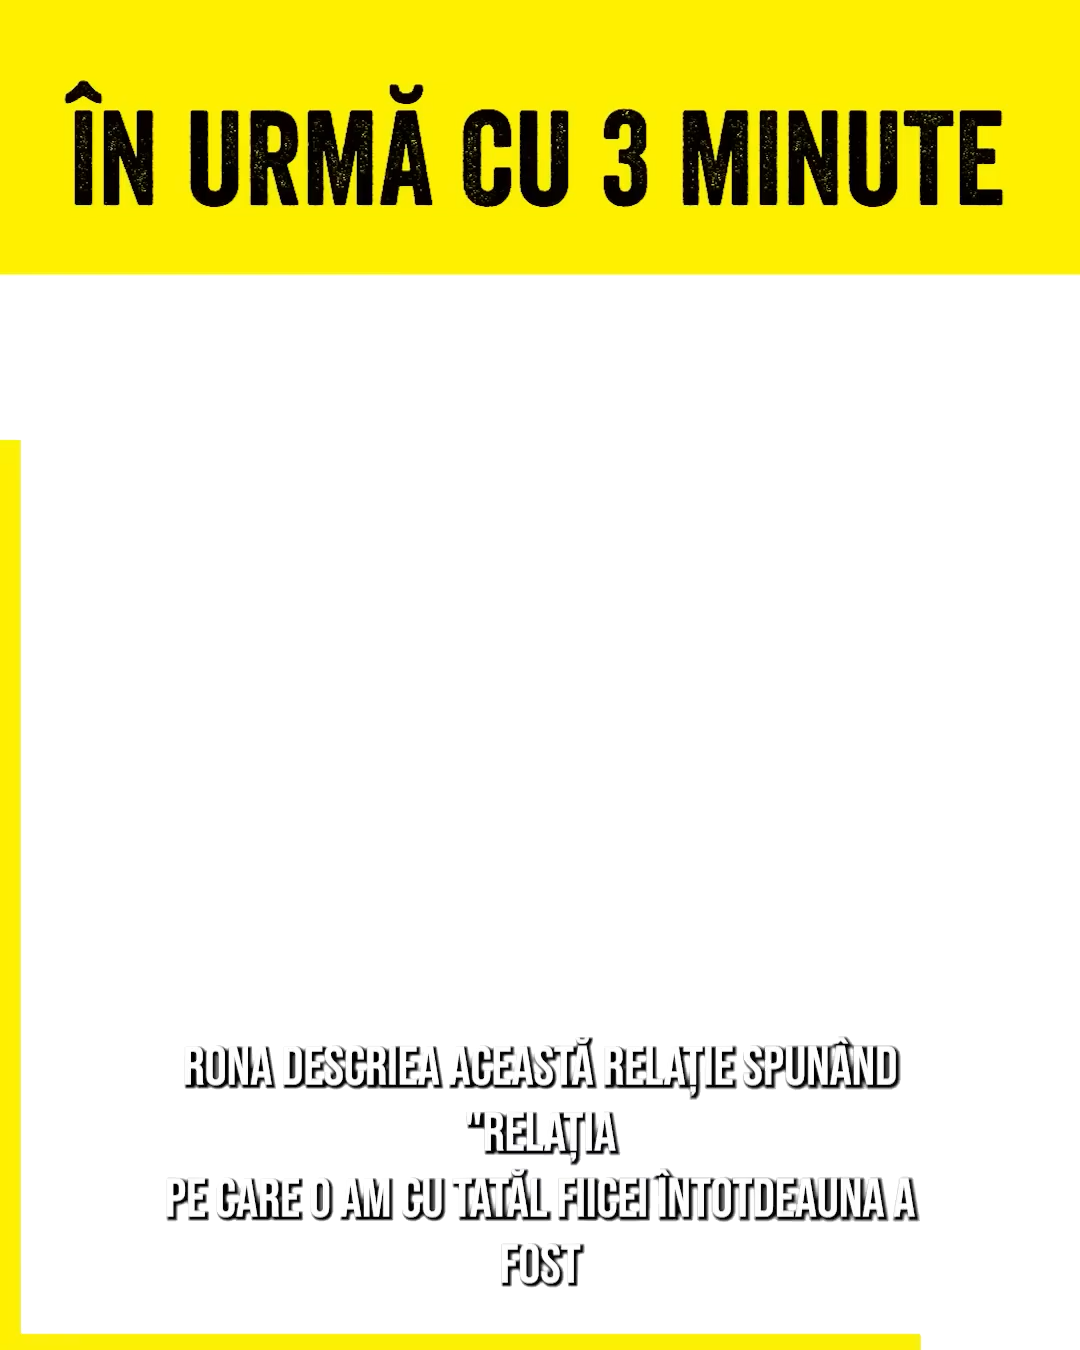 ÎN URMĂ CU 3 MINUTE
RONA DESCRIEA ACEASTĂ RELAȚIE SPUNÂND
"RELAȚIA
PE CARE O AM CU TATĂL FIICEI ÎNTOTDEAUNA A
FOST